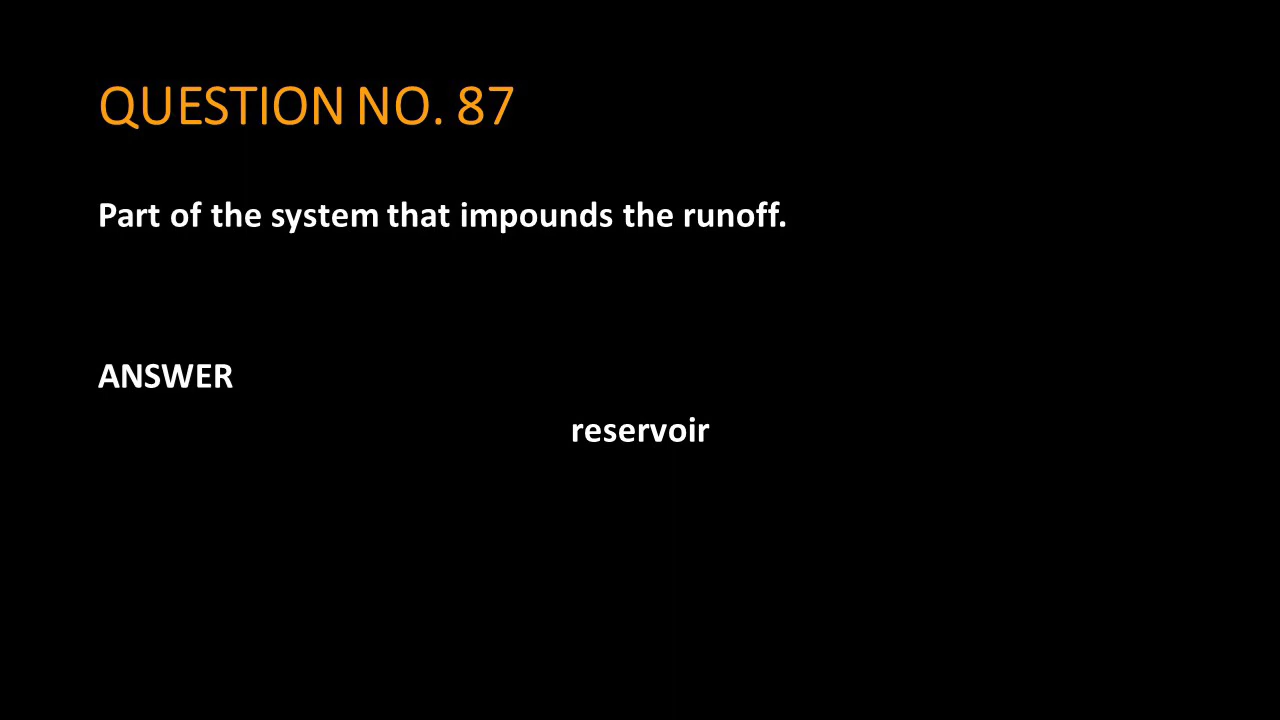 QUESTION NO. 87
Part of the system that impounds the runoff.
ANSWER
reservoir